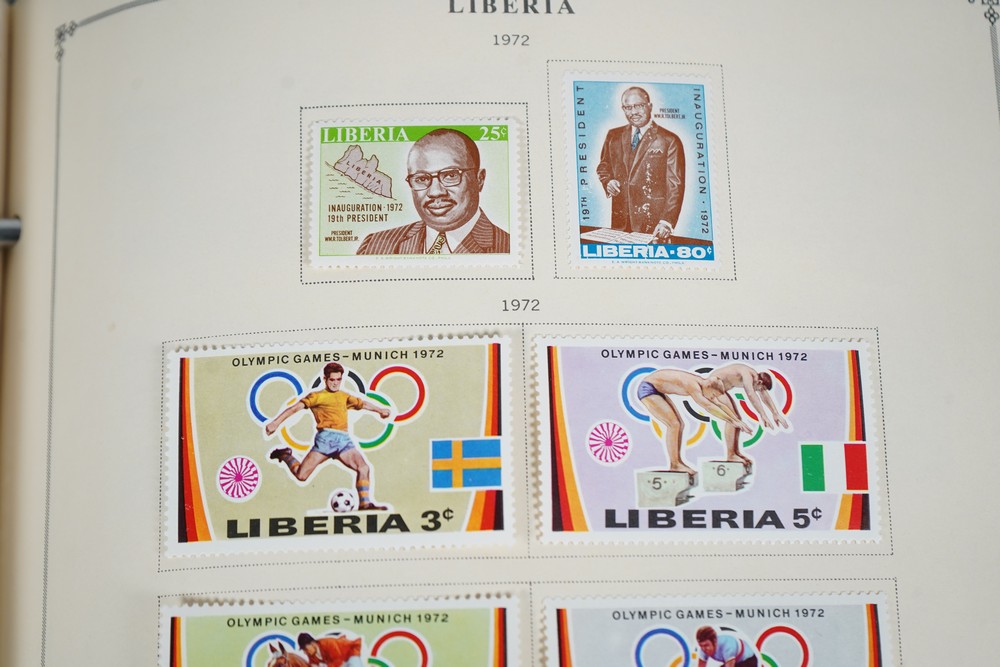 LIBERIA
1972
LIBERIA 25¢
LIBERIA
INAUGURATION · 1972
19th PRESIDENT
PRESIDENT
WM.R.TOLBERT,JR.
19TH PRESIDENT
INAUGURATION · 1972
PRESIDENT
WM.R.TOLBERT,JR.
LIBERIA · 80¢
1972
OLYMPIC GAMES – MUNICH 1972
LIBERIA 3¢
OLYMPIC GAMES – MUNICH 1972
5
6
LIBERIA 5¢
OLYMPIC GAMES – MUNICH 1972
OLYMPIC GAMES – MUNICH 1972